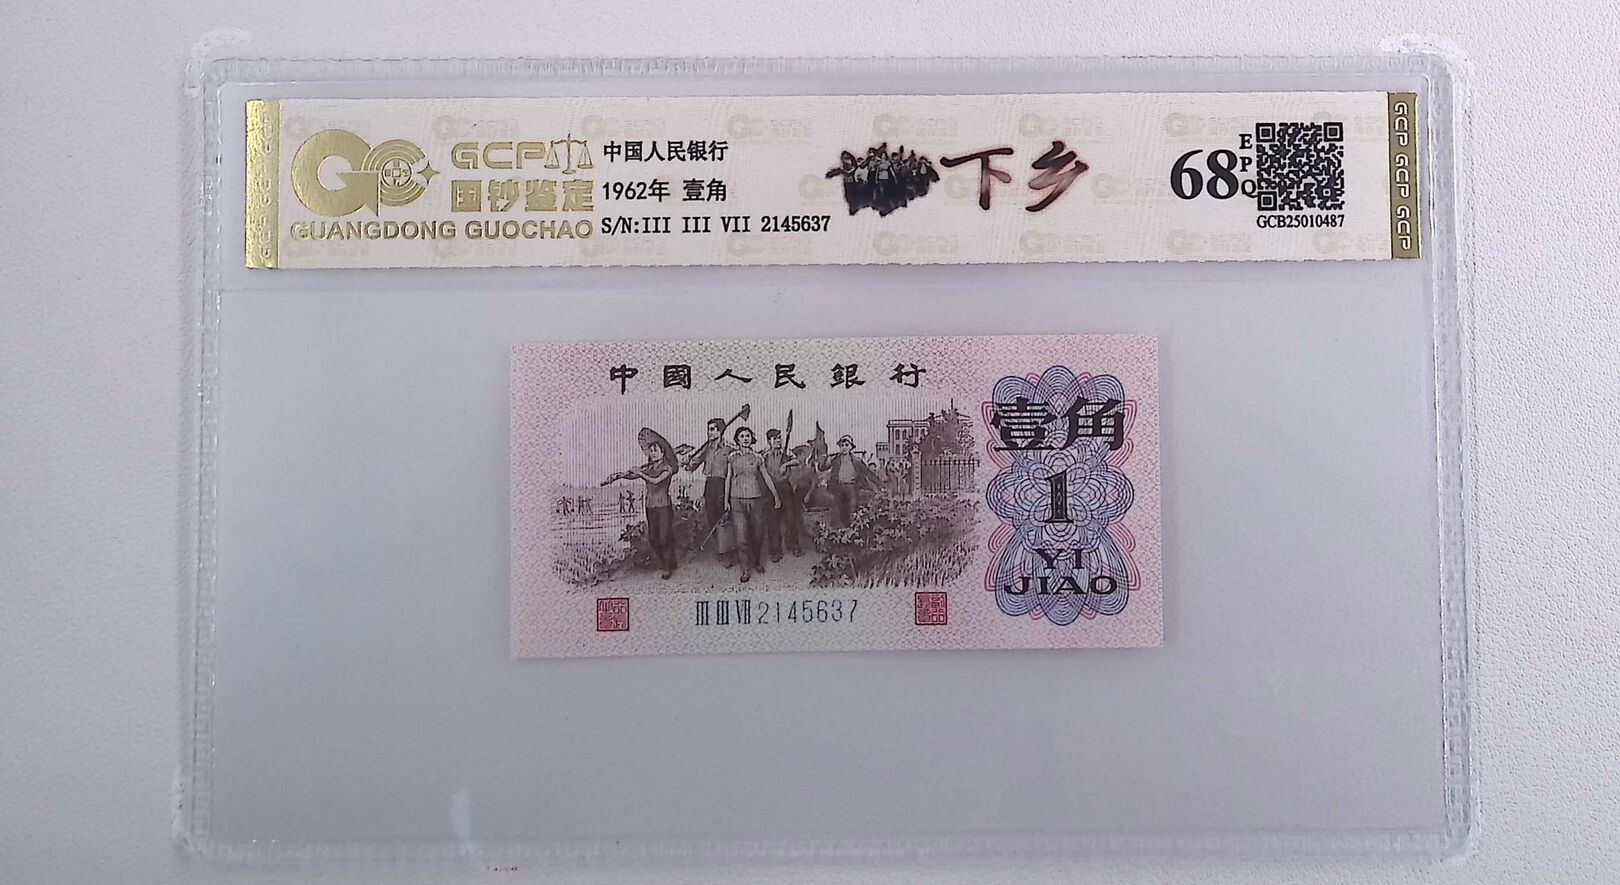 GCP
国钞鉴定
GUANGDONG GUOCHAO
中国人民银行
1962年 壹角
S/N:III III VII 2145637
下乡
68
EPQ
GCB25010487
GCP GCP GCP
中國人民銀行
壹角
1
YI
JIAO
III III VII 2145637